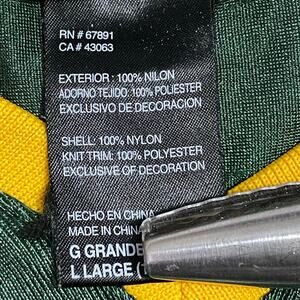 RN # 67891
CA # 43063
EXTERIOR : 100% NILON
ADORNO TEJIDO: 100% POLIESTER
EXCLUSIVO DE DECORACION
SHELL: 100% NYLON
KNIT TRIM: 100% POLYESTER
EXCLUSIVE OF DECORATION
HECHO EN CHINA
MADE IN CHINA
G GRANDE
L LARGE (